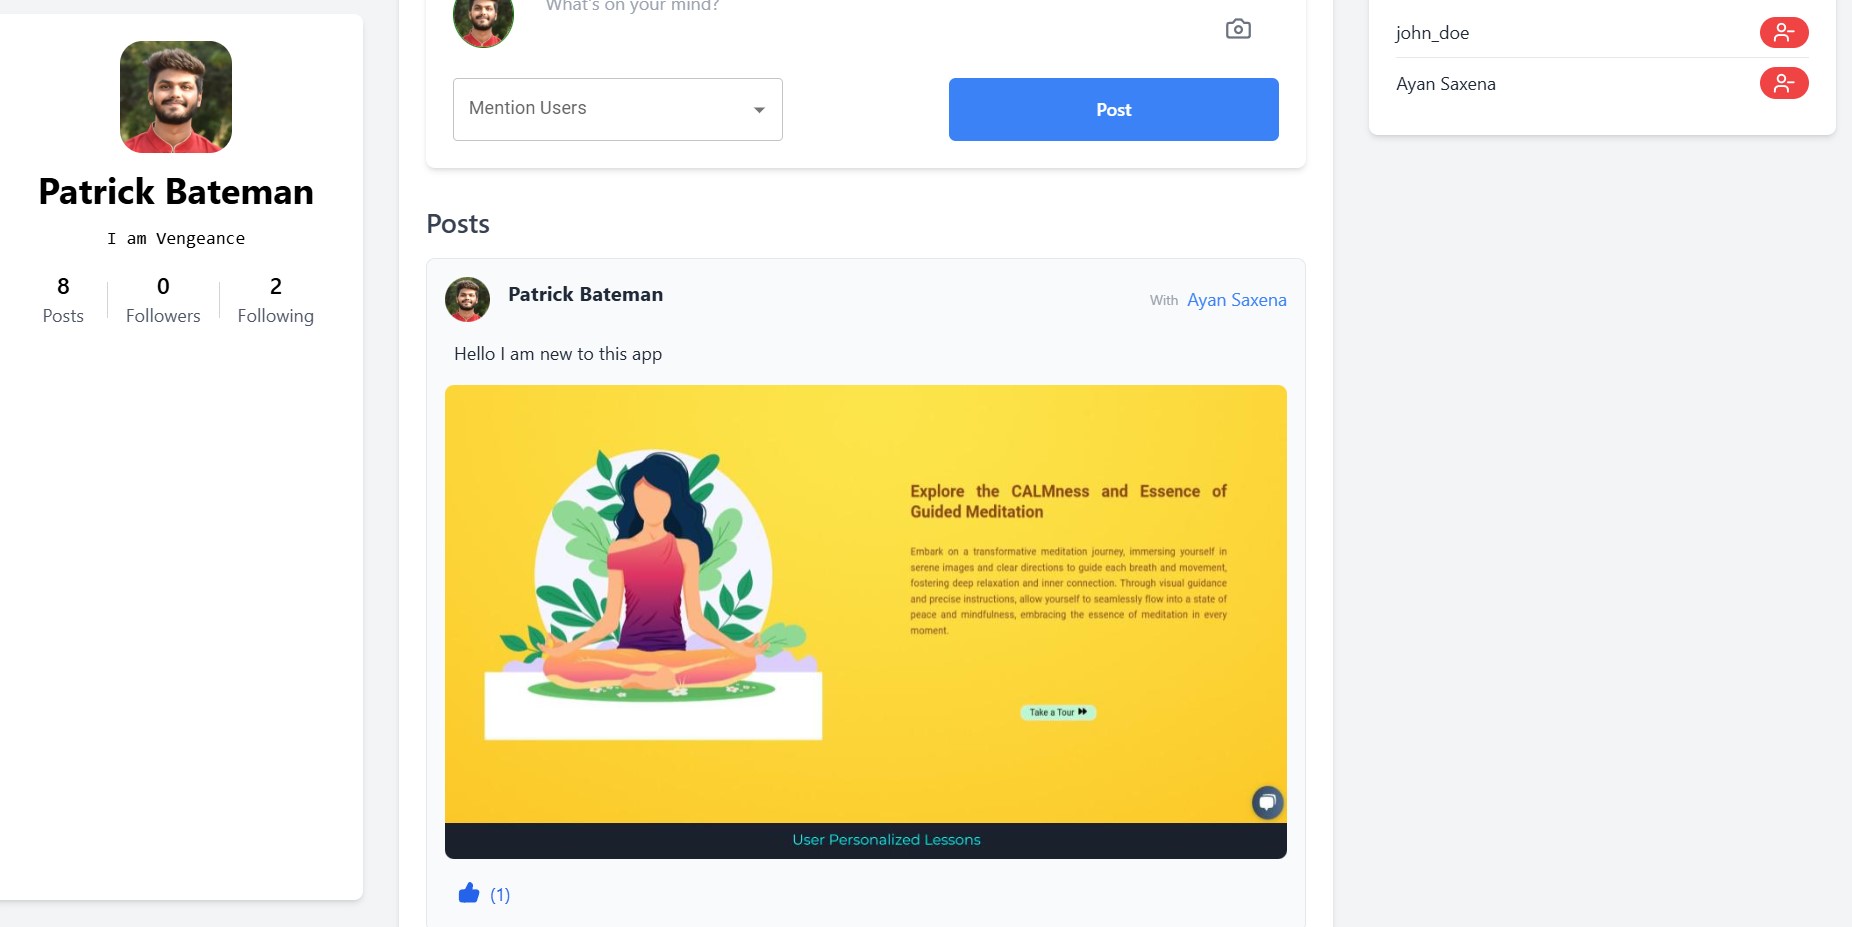 What's on your mind?
john_doe
Ayan Saxena
Mention Users
Post
Patrick Bateman
I am Vengeance
8
0
2
Posts
Followers
Following
Posts
Patrick Bateman
With Ayan Saxena
Hello I am new to this app
Explore the CALMness and Essence of
Guided Meditation
Embark on a transformative meditation journey, immersing yourself in
serene images and clear directions to guide each breath and movement,
fostering deep relaxation and inner connection. Through visual guidance
and precise instructions, allow yourself to seamlessly flow into a state of
peace and mindfulness, embracing the essence of meditation in every
moment.
Take a Tour
User Personalized Lessons
(1)